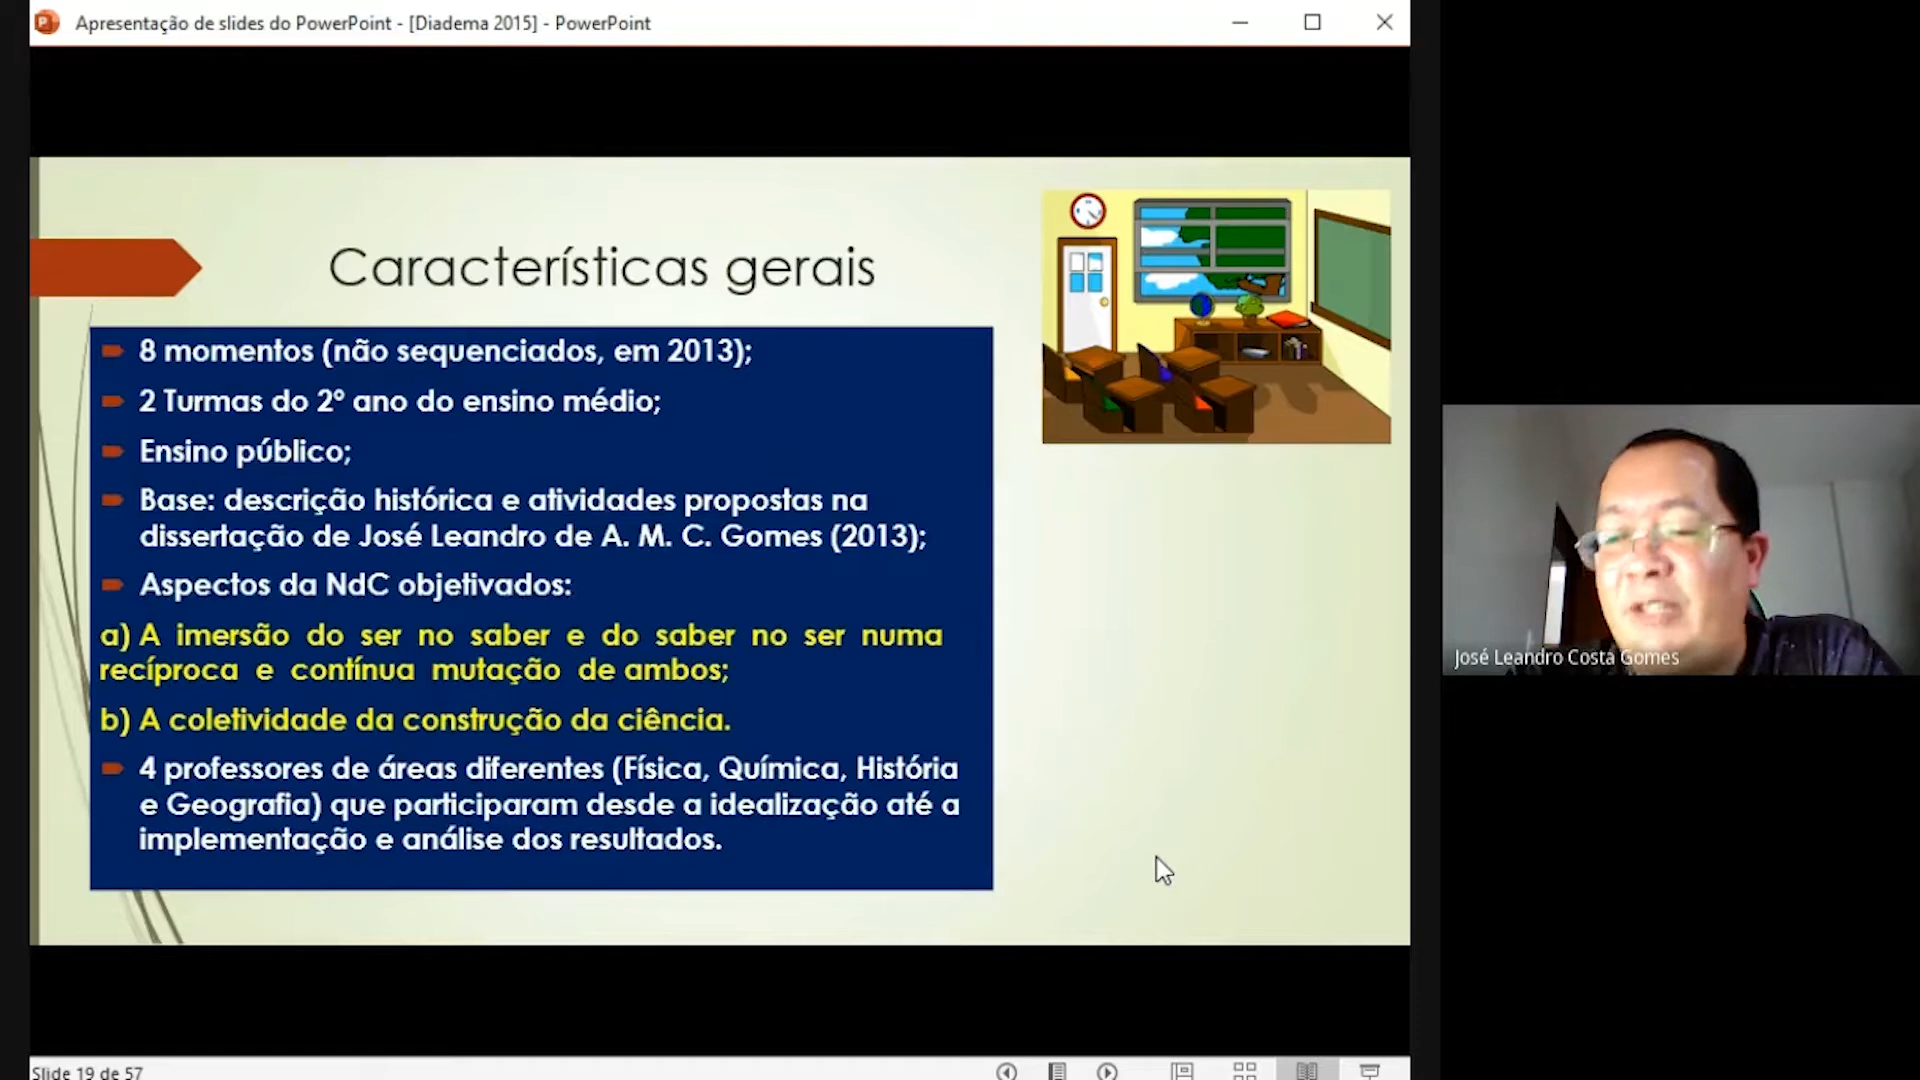 Apresentação de slides do PowerPoint - [Diadema 2015] - PowerPoint
Características gerais
8 momentos (não sequenciados, em 2013);
2 Turmas do 2º ano do ensino médio;
Ensino público;
Base: descrição histórica e atividades propostas na
dissertação de José Leandro de A. M. C. Gomes (2013);
Aspectos da NdC objetivados:
a) A imersão do ser no saber e do saber no ser numa
recíproca e contínua mutação de ambos;
b) A coletividade da construção da ciência.
4 professores de áreas diferentes (Física, Química, História
e Geografia) que participaram desde a idealização até a
implementação e análise dos resultados.
José Leandro Costa Gomes
Slide 19 de 57